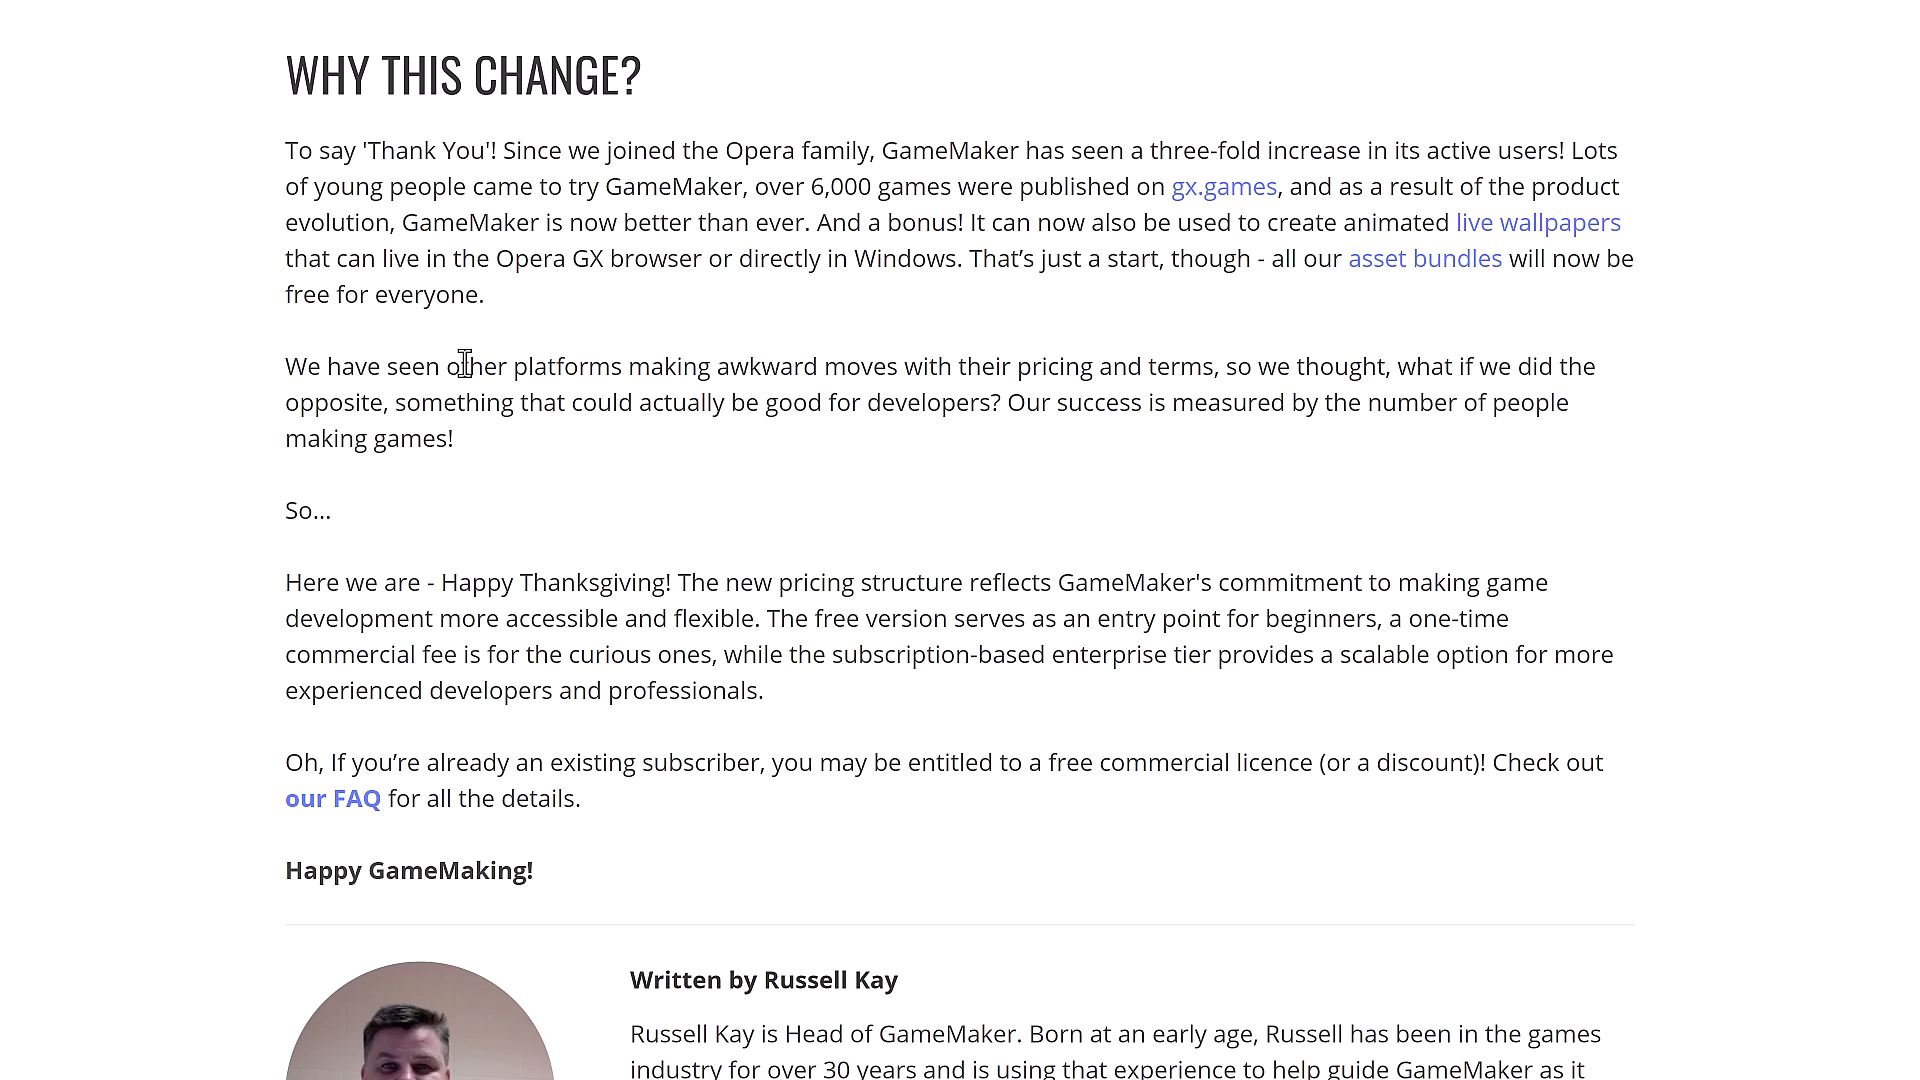 WHY THIS CHANGE?
To say 'Thank You'! Since we joined the Opera family, GameMaker has seen a three-fold increase in its active users! Lots
of young people came to try GameMaker, over 6,000 games were published on gx.games, and as a result of the product
evolution, GameMaker is now better than ever. And a bonus! It can now also be used to create animated live wallpapers
that can live in the Opera GX browser or directly in Windows. That’s just a start, though - all our asset bundles will now be
free for everyone.
We have seen other platforms making awkward moves with their pricing and terms, so we thought, what if we did the
opposite, something that could actually be good for developers? Our success is measured by the number of people
making games!
So...
Here we are - Happy Thanksgiving! The new pricing structure reflects GameMaker's commitment to making game
development more accessible and flexible. The free version serves as an entry point for beginners, a one-time
commercial fee is for the curious ones, while the subscription-based enterprise tier provides a scalable option for more
experienced developers and professionals.
Oh, If you’re already an existing subscriber, you may be entitled to a free commercial licence (or a discount)! Check out
our FAQ for all the details.
Happy GameMaking!
Written by Russell Kay
Russell Kay is Head of GameMaker. Born at an early age, Russell has been in the games
industry for over 30 years and is using that experience to help guide GameMaker as it